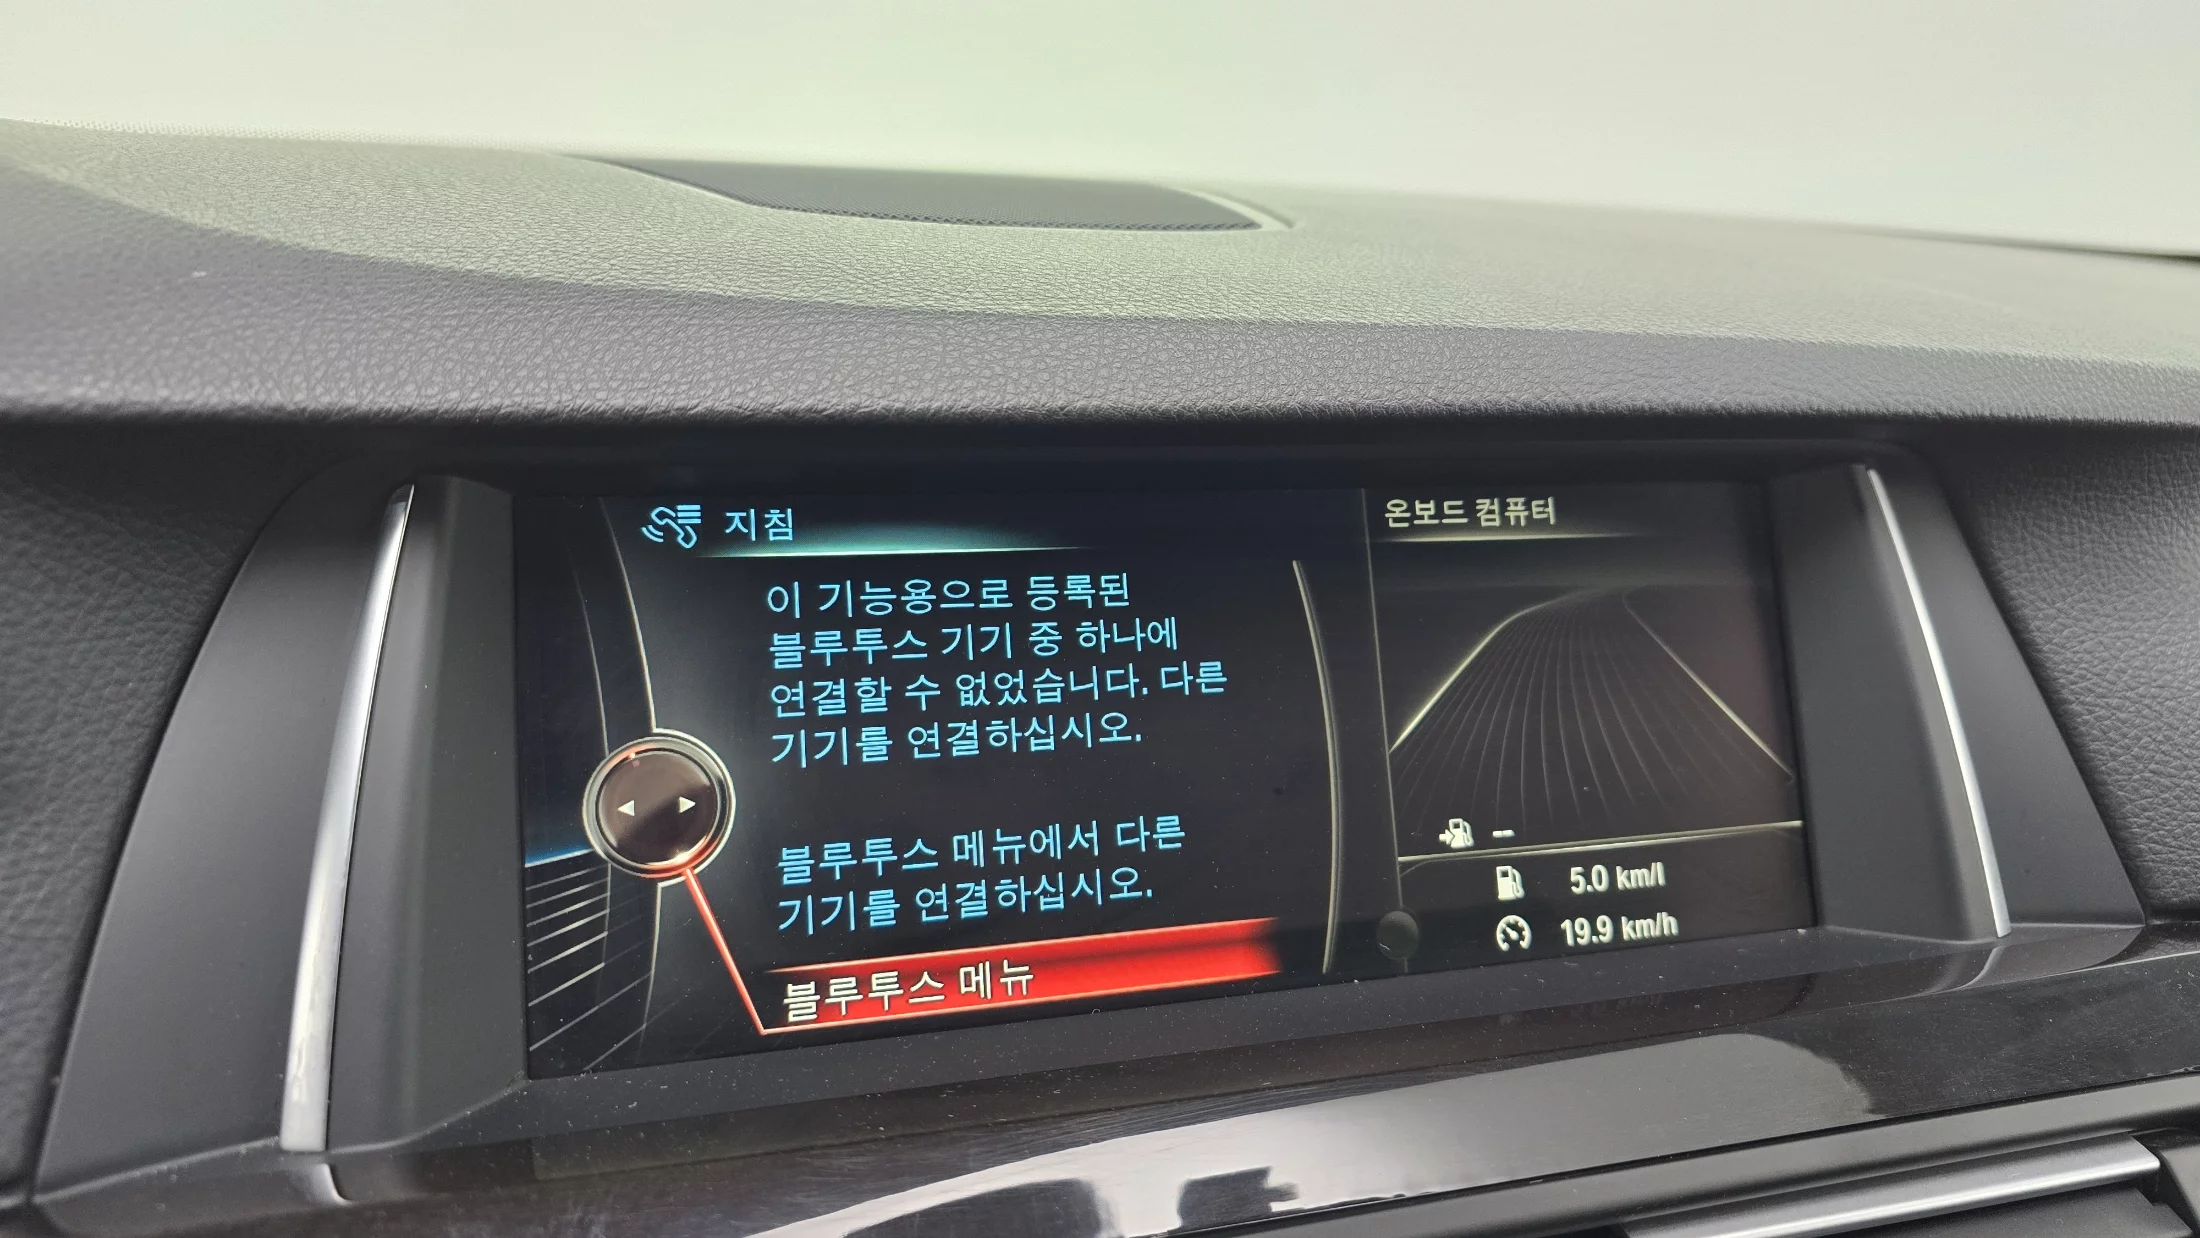 지침
이 기능용으로 등록된
블루투스 기기 중 하나에
연결할 수 없었습니다. 다른
기기를 연결하십시오.
블루투스 메뉴에서 다른
기기를 연결하십시오.
블루투스 메뉴
온보드 컴퓨터
--
5.0 km/l
19.9 km/h